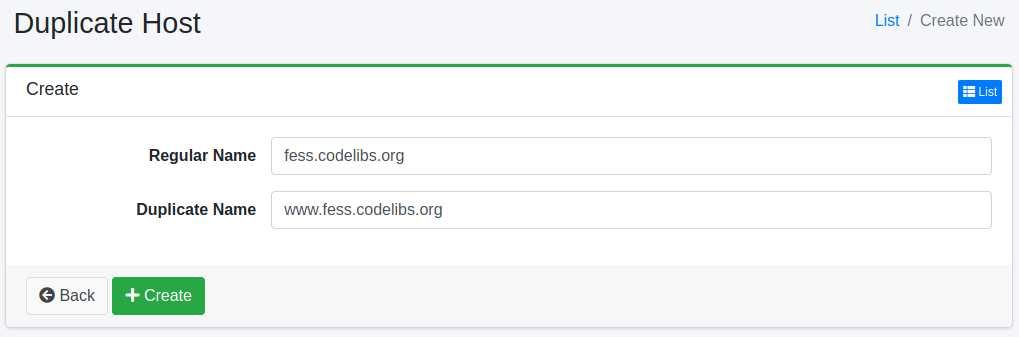 Duplicate Host
List / Create New
Create
List
Regular Name
fess.codelibs.org
Duplicate Name
www.fess.codelibs.org
Back
Create